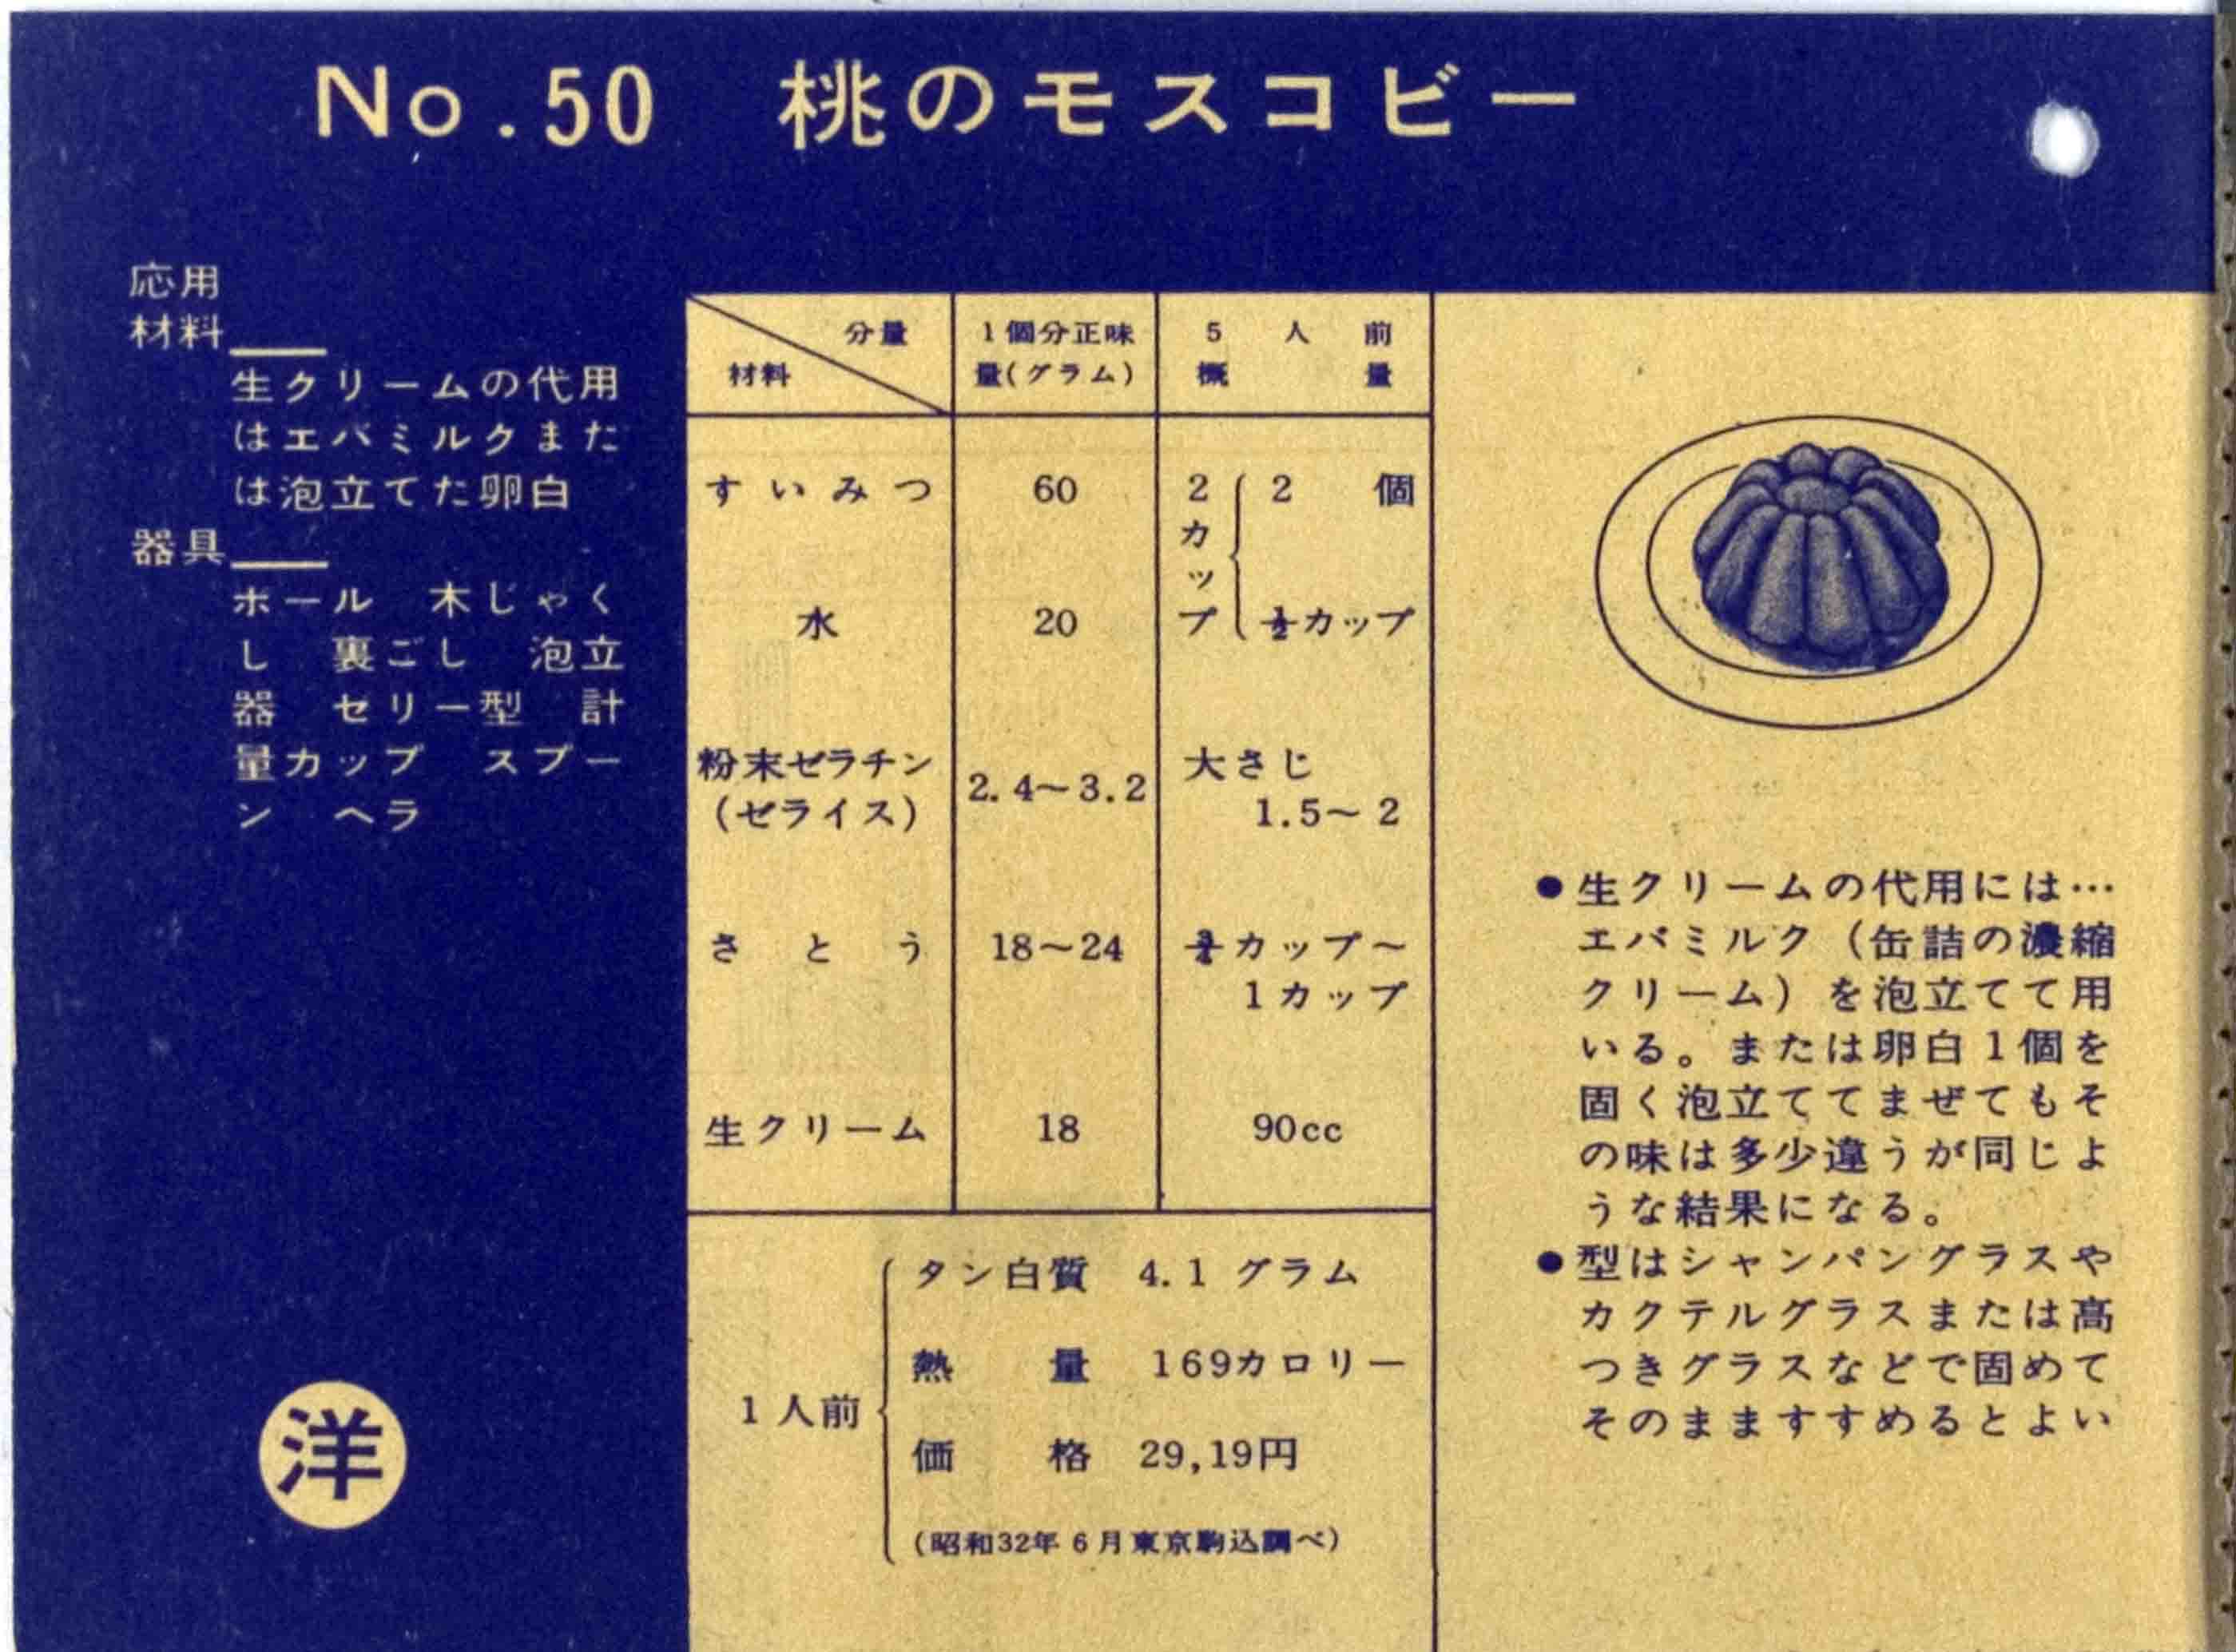 No.50 桃のモスコビー
応用
材料
生クリームの代用
はエバミルクまた
は泡立てた卵白
器具
ボール 木じゃく
し 裏ごし 泡立
器 ゼリー型 計
量カップ スプー
ン ヘラ
洋
分量 1個分正味 5人前
材料 量(グラム) 概量
すいみつ 60 2カップ 2個
水 20 ½カップ
粉末ゼラチン 2.4〜3.2 大さじ
(ゼライス) 1.5〜2
さとう 18〜24 ¾カップ〜
1カップ
生クリーム 18 90cc
1人前
タン白質 4.1グラム
熱量 169カロリー
価格 29,19円
(昭和32年6月東京駒込調べ)
●生クリームの代用には…
エバミルク(缶詰の濃縮
クリーム)を泡立てて用
いる。または卵白1個を
固く泡立ててまぜてもそ
の味は多少違うが同じよ
うな結果になる。
●型はシャンパングラスや
カクテルグラスまたは高
つきグラスなどで固めて
そのまますすめるとよい